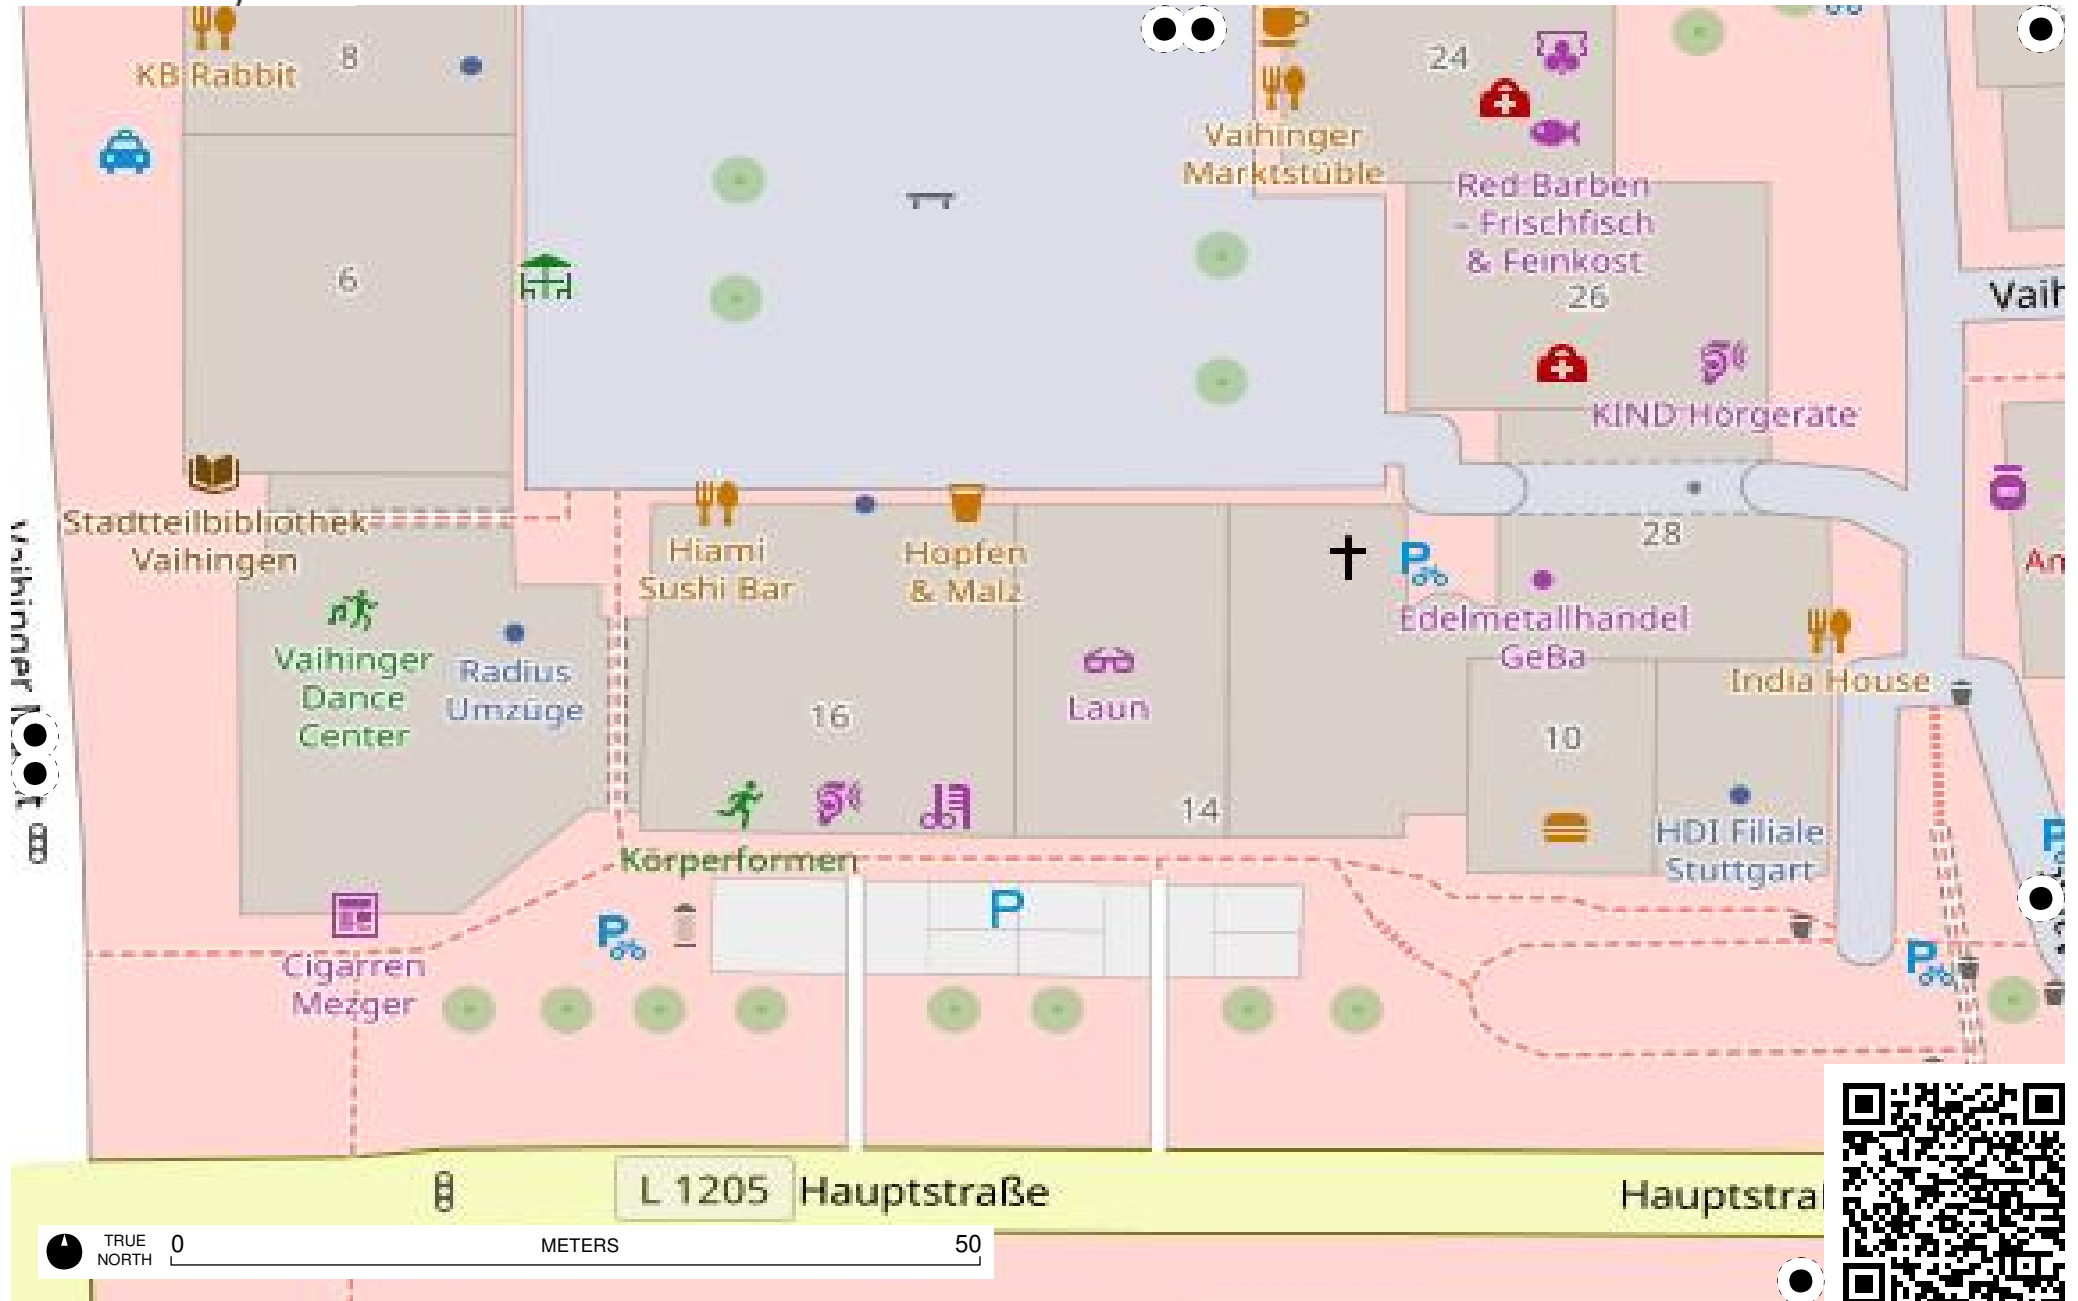 KB Rabbit
8
24
Vaihinger
Marktstüble
Red Barben
– Frischfisch
& Feinkost
26
6
KIND Hörgeräte
Stadtteilbibliothek
Vaihingen
28
Hiami
Sushi Bar
Hopfen
& Malz
Edelmetallhandel
GeBa
India House
Vaihinger
Dance
Center
Radius
Umzüge
16
Laun
14
10
HDI Filiale
Stuttgart
Körperformen
P
P
P
P
Cigarren
Mezger
Vaihinger
L 1205
Hauptstraße
TRUE
NORTH
0
METERS
50